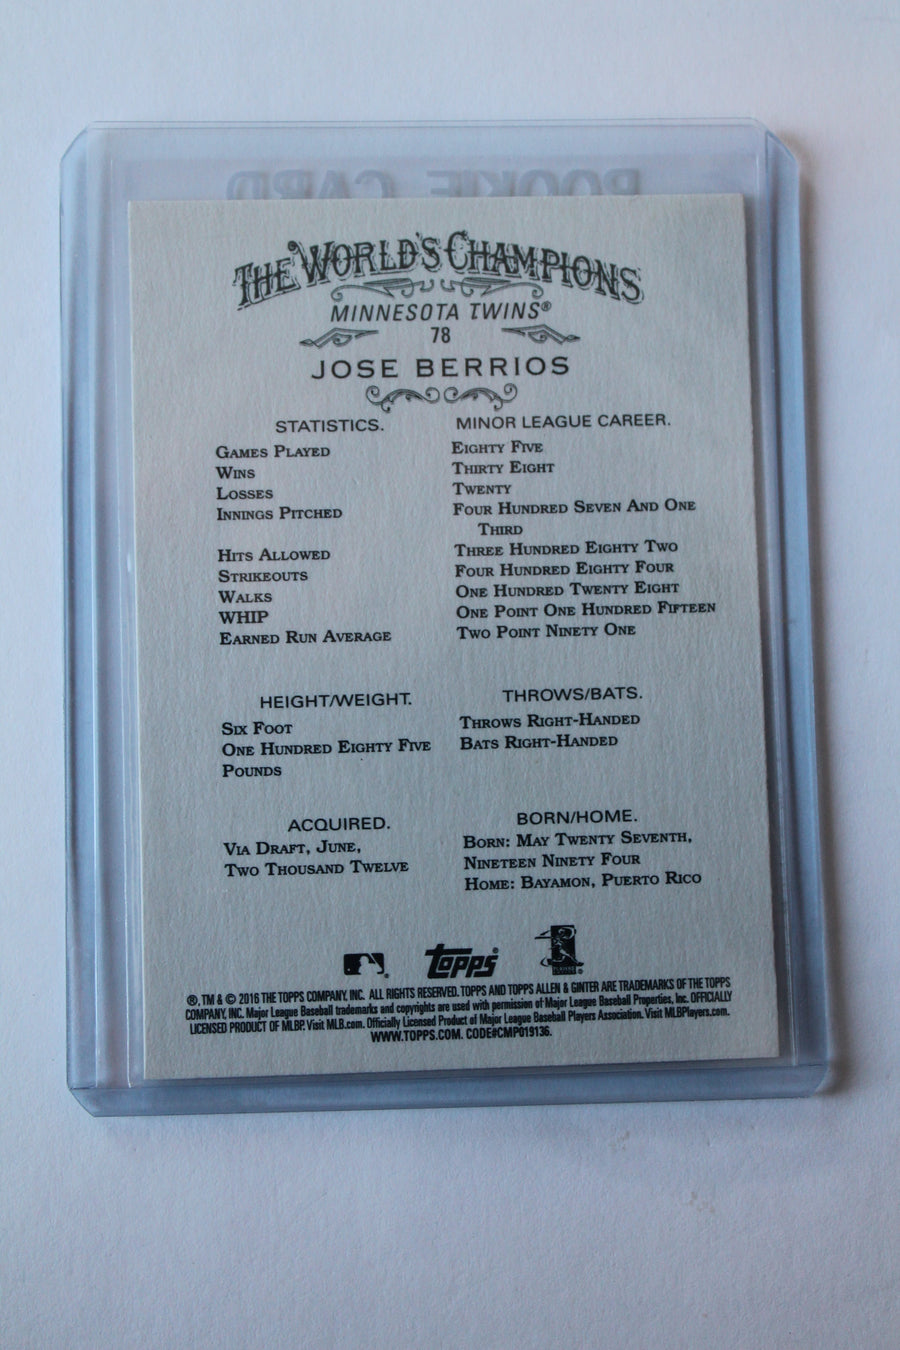 ROOKIE CARD
THE WORLD'S CHAMPIONS
MINNESOTA TWINS®
78
JOSE BERRIOS
STATISTICS. MINOR LEAGUE CAREER.
GAMES PLAYED EIGHTY FIVE
WINS THIRTY EIGHT
LOSSES TWENTY
INNINGS PITCHED FOUR HUNDRED SEVEN AND ONE
THIRD
HITS ALLOWED THREE HUNDRED EIGHTY TWO
STRIKEOUTS FOUR HUNDRED EIGHTY FOUR
WALKS ONE HUNDRED TWENTY EIGHT
WHIP ONE POINT ONE HUNDRED FIFTEEN
EARNED RUN AVERAGE TWO POINT NINETY ONE
HEIGHT/WEIGHT. THROWS/BATS.
SIX FOOT THROWS RIGHT-HANDED
ONE HUNDRED EIGHTY FIVE BATS RIGHT-HANDED
POUNDS
ACQUIRED. BORN/HOME.
VIA DRAFT, JUNE, BORN: MAY TWENTY SEVENTH,
TWO THOUSAND TWELVE NINETEEN NINETY FOUR
HOME: BAYAMON, PUERTO RICO
TOPPS®
®, TM & © 2016 THE TOPPS COMPANY, INC. ALL RIGHTS RESERVED. TOPPS AND TOPPS ALLEN & GINTER ARE TRADEMARKS OF THE TOPPS
COMPANY, INC. Major League Baseball trademarks and copyrights are used with permission of Major League Baseball Properties, Inc. OFFICIALLY
LICENSED PRODUCT OF MLBP. Visit MLB.com. Officially Licensed Product of Major League Baseball Players Association. Visit MLBPlayers.com.
WWW.TOPPS.COM. CODE#CMP019136.